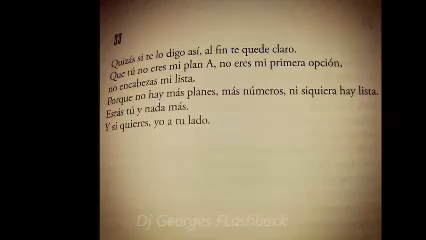 33
Quizás si te lo digo así, al fin te quede claro.
Que tú no eres mi plan A, no eres mi primera opción,
no encabezas mi lista.
Porque no hay más planes, más números, ni siquiera hay lista.
Estás tú y nada más.
Y si quieres, yo a tu lado.
Dj Georges FLashback